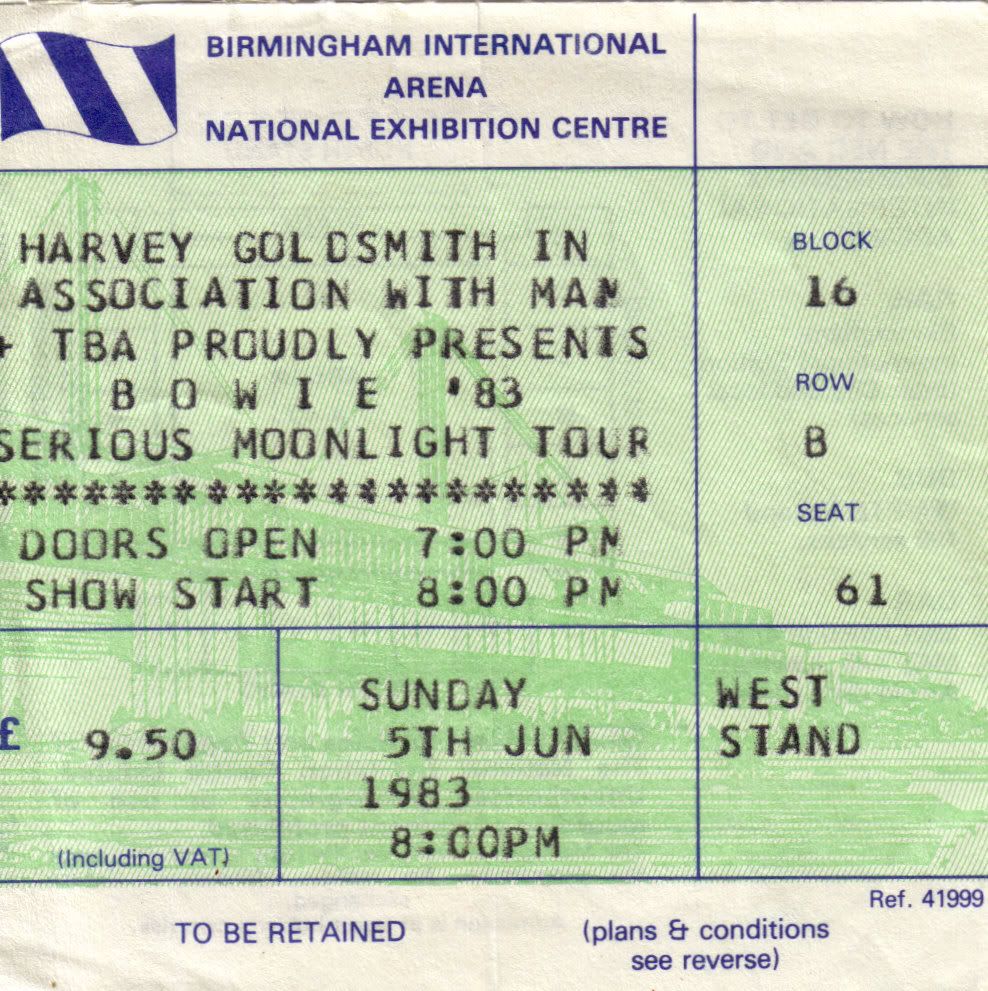 BIRMINGHAM INTERNATIONAL
ARENA
NATIONAL EXHIBITION CENTRE
HARVEY GOLDSMITH IN
ASSOCIATION WITH MAN
+ TBA PROUDLY PRESENTS
B O W I E '83
SERIOUS MOONLIGHT TOUR
**********************
DOORS OPEN 7:00 PM
SHOW START 8:00 PM
BLOCK
16
ROW
B
SEAT
61
£ 9.50
(Including VAT)
SUNDAY
5TH JUN
1983
8:00PM
WEST
STAND
Ref. 41999
TO BE RETAINED
(plans & conditions
see reverse)